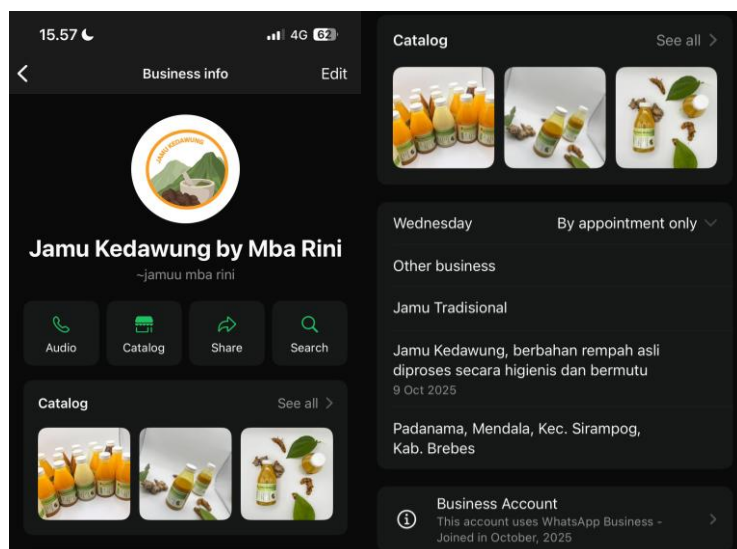 15.57
4G 62
Business info
Edit
JAMU KEDAWUNG
Jamu Kedawung by Mba Rini
~jamuu mba rini
Audio
Catalog
Share
Search
Catalog
See all
Catalog
See all
Wednesday
By appointment only
Other business
Jamu Tradisional
Jamu Kedawung, berbahan rempah asli
diproses secara higienis dan bermutu
9 Oct 2025
Padanama, Mendala, Kec. Sirampog,
Kab. Brebes
Business Account
This account uses WhatsApp Business -
Joined in October, 2025